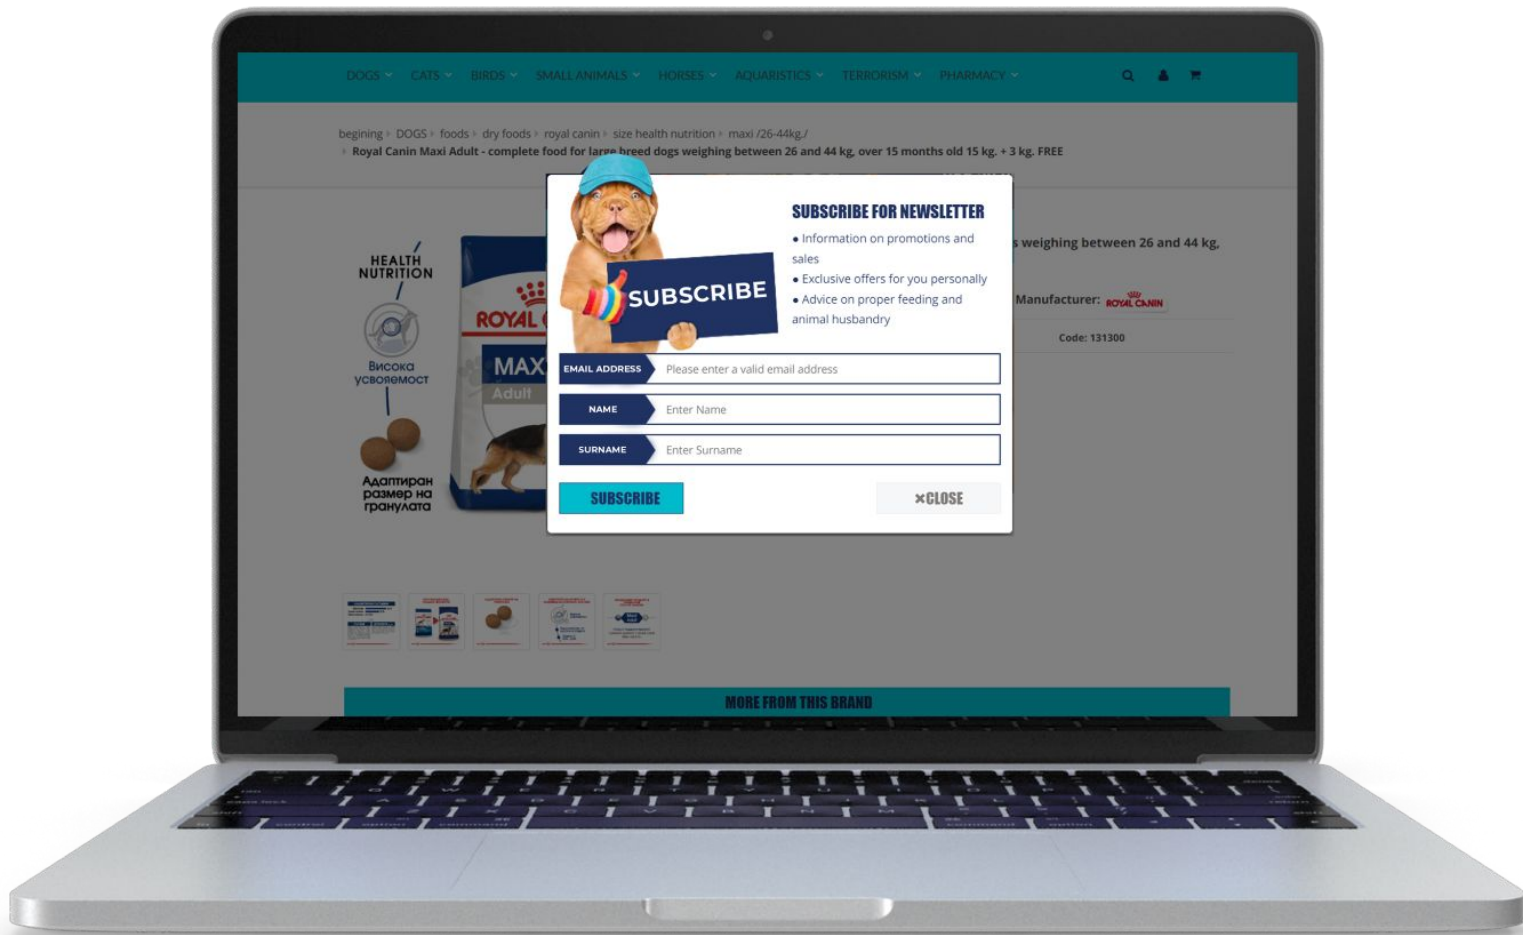 DOGS CATS BIRDS SMALL ANIMALS HORSES AQUARISTICS TERRORISM PHARMACY
begining DOGS foods dry foods royal canin size health nutrition maxi /26-44kg./
Royal Canin Maxi Adult - complete food for large breed dogs weighing between 26 and 44 kg, over 15 months old 15 kg. + 3 kg. FREE
HEALTH
NUTRITION
Висока
усвояемост
Адаптиран
размер на
гранулата
ROYAL
MAX
Adult
SUBSCRIBE
SUBSCRIBE FOR NEWSLETTER
● Information on promotions and
sales
● Exclusive offers for you personally
● Advice on proper feeding and
animal husbandry
EMAIL ADDRESS Please enter a valid email address
NAME Enter Name
SURNAME Enter Surname
SUBSCRIBE ×CLOSE
weighing between 26 and 44 kg,
Manufacturer: ROYAL CANIN
Code: 131300
MORE FROM THIS BRAND